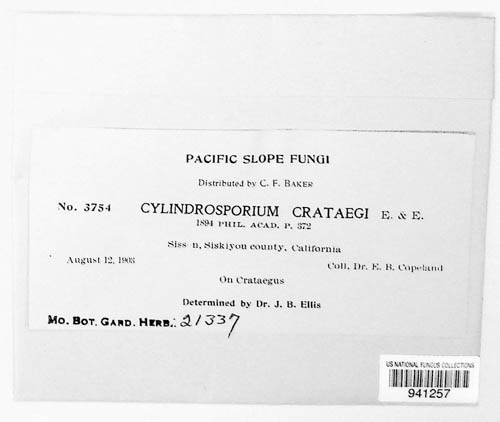 PACIFIC SLOPE FUNGI
Distributed by C. F. BAKER
No. 3754 CYLINDROSPORIUM CRATAEGI E. & E.
1894 PHIL. ACAD. P. 372
Siss n, Siskiyou county, California
August 12, 1903 Coll. Dr. E. B. Copeland
On Crataegus
Determined by Dr. J. B. Ellis
MO. BOT. GARD. HERB.: 21337
US NATIONAL FUNGUS COLLECTIONS
941257